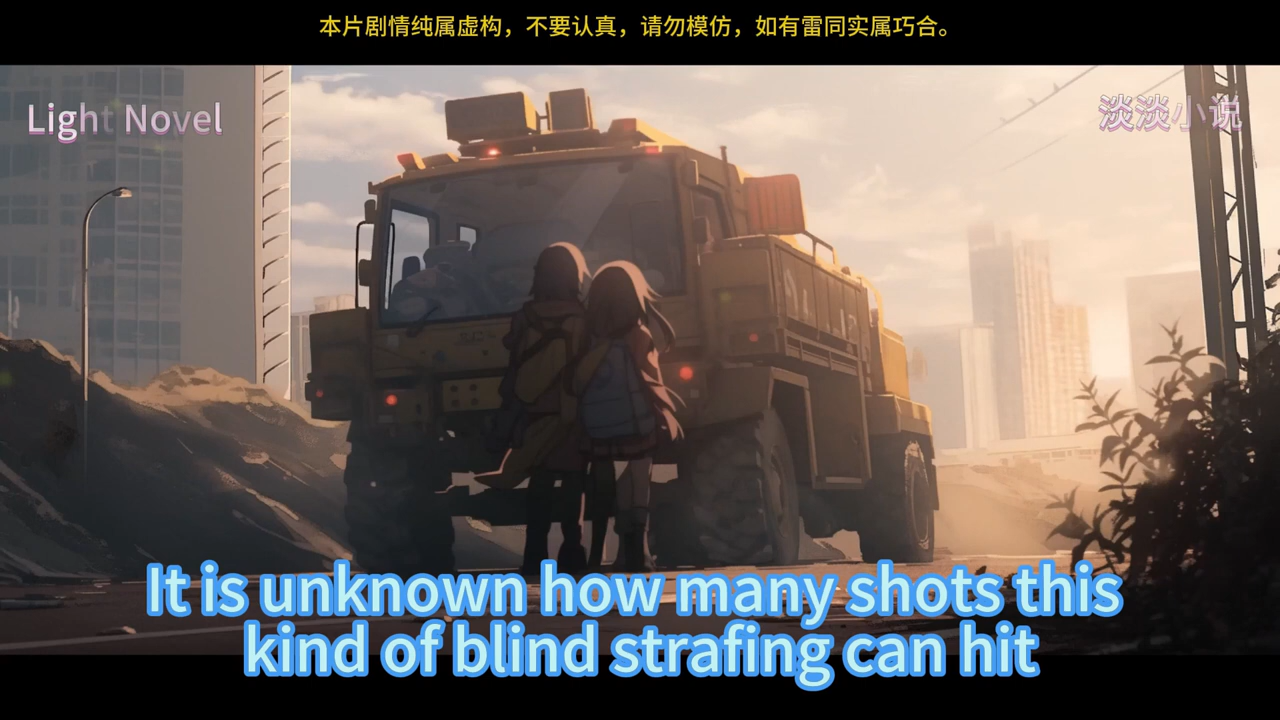 本片剧情纯属虚构，不要认真，请勿模仿，如有雷同实属巧合。
Light Novel
淡淡小说
It is unknown how many shots this
kind of blind strafing can hit